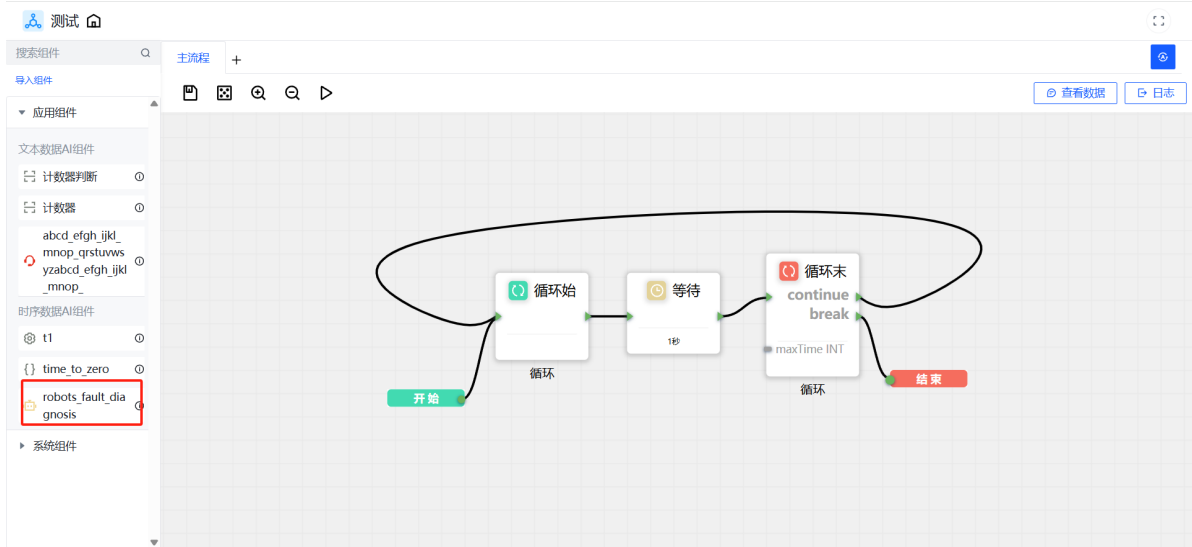 测试
搜索组件
导入组件
应用组件
文本数据AI组件
计数器判断
计数器
abcd_efgh_ijkl_
mnop_qrstuvws
yzabcd_efgh_ijkl
_mnop_
时序数据AI组件
t1
time_to_zero
robots_fault_dia
gnosis
系统组件
主流程
查看数据
日志
循环始
循环
等待
1秒
循环末
continue
break
maxTime INT
循环
开始
结束